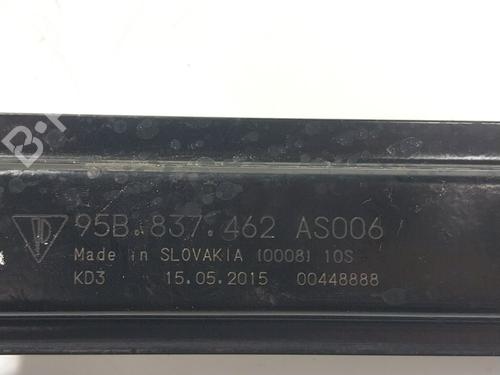 95B.837.462 AS006
Made in SLOVAKIA (0008) 10S
KD3 15.05.2015 00448888